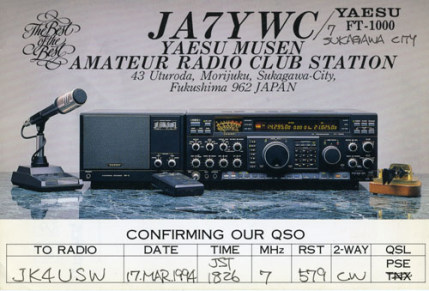 The Best of the Best
JA7YWC/7
YAESU
FT-1000
SUKAGAWA CITY
YAESU MUSEN
AMATEUR RADIO CLUB STATION
43 Uturoda, Morijuku, Sukagawa-City,
Fukushima 962 JAPAN
CONFIRMING OUR QSO
TO RADIO DATE TIME MHz RST 2-WAY QSL
JK4USW 17.MAR.1994 JST 1826 7 579 CW PSE
TNX